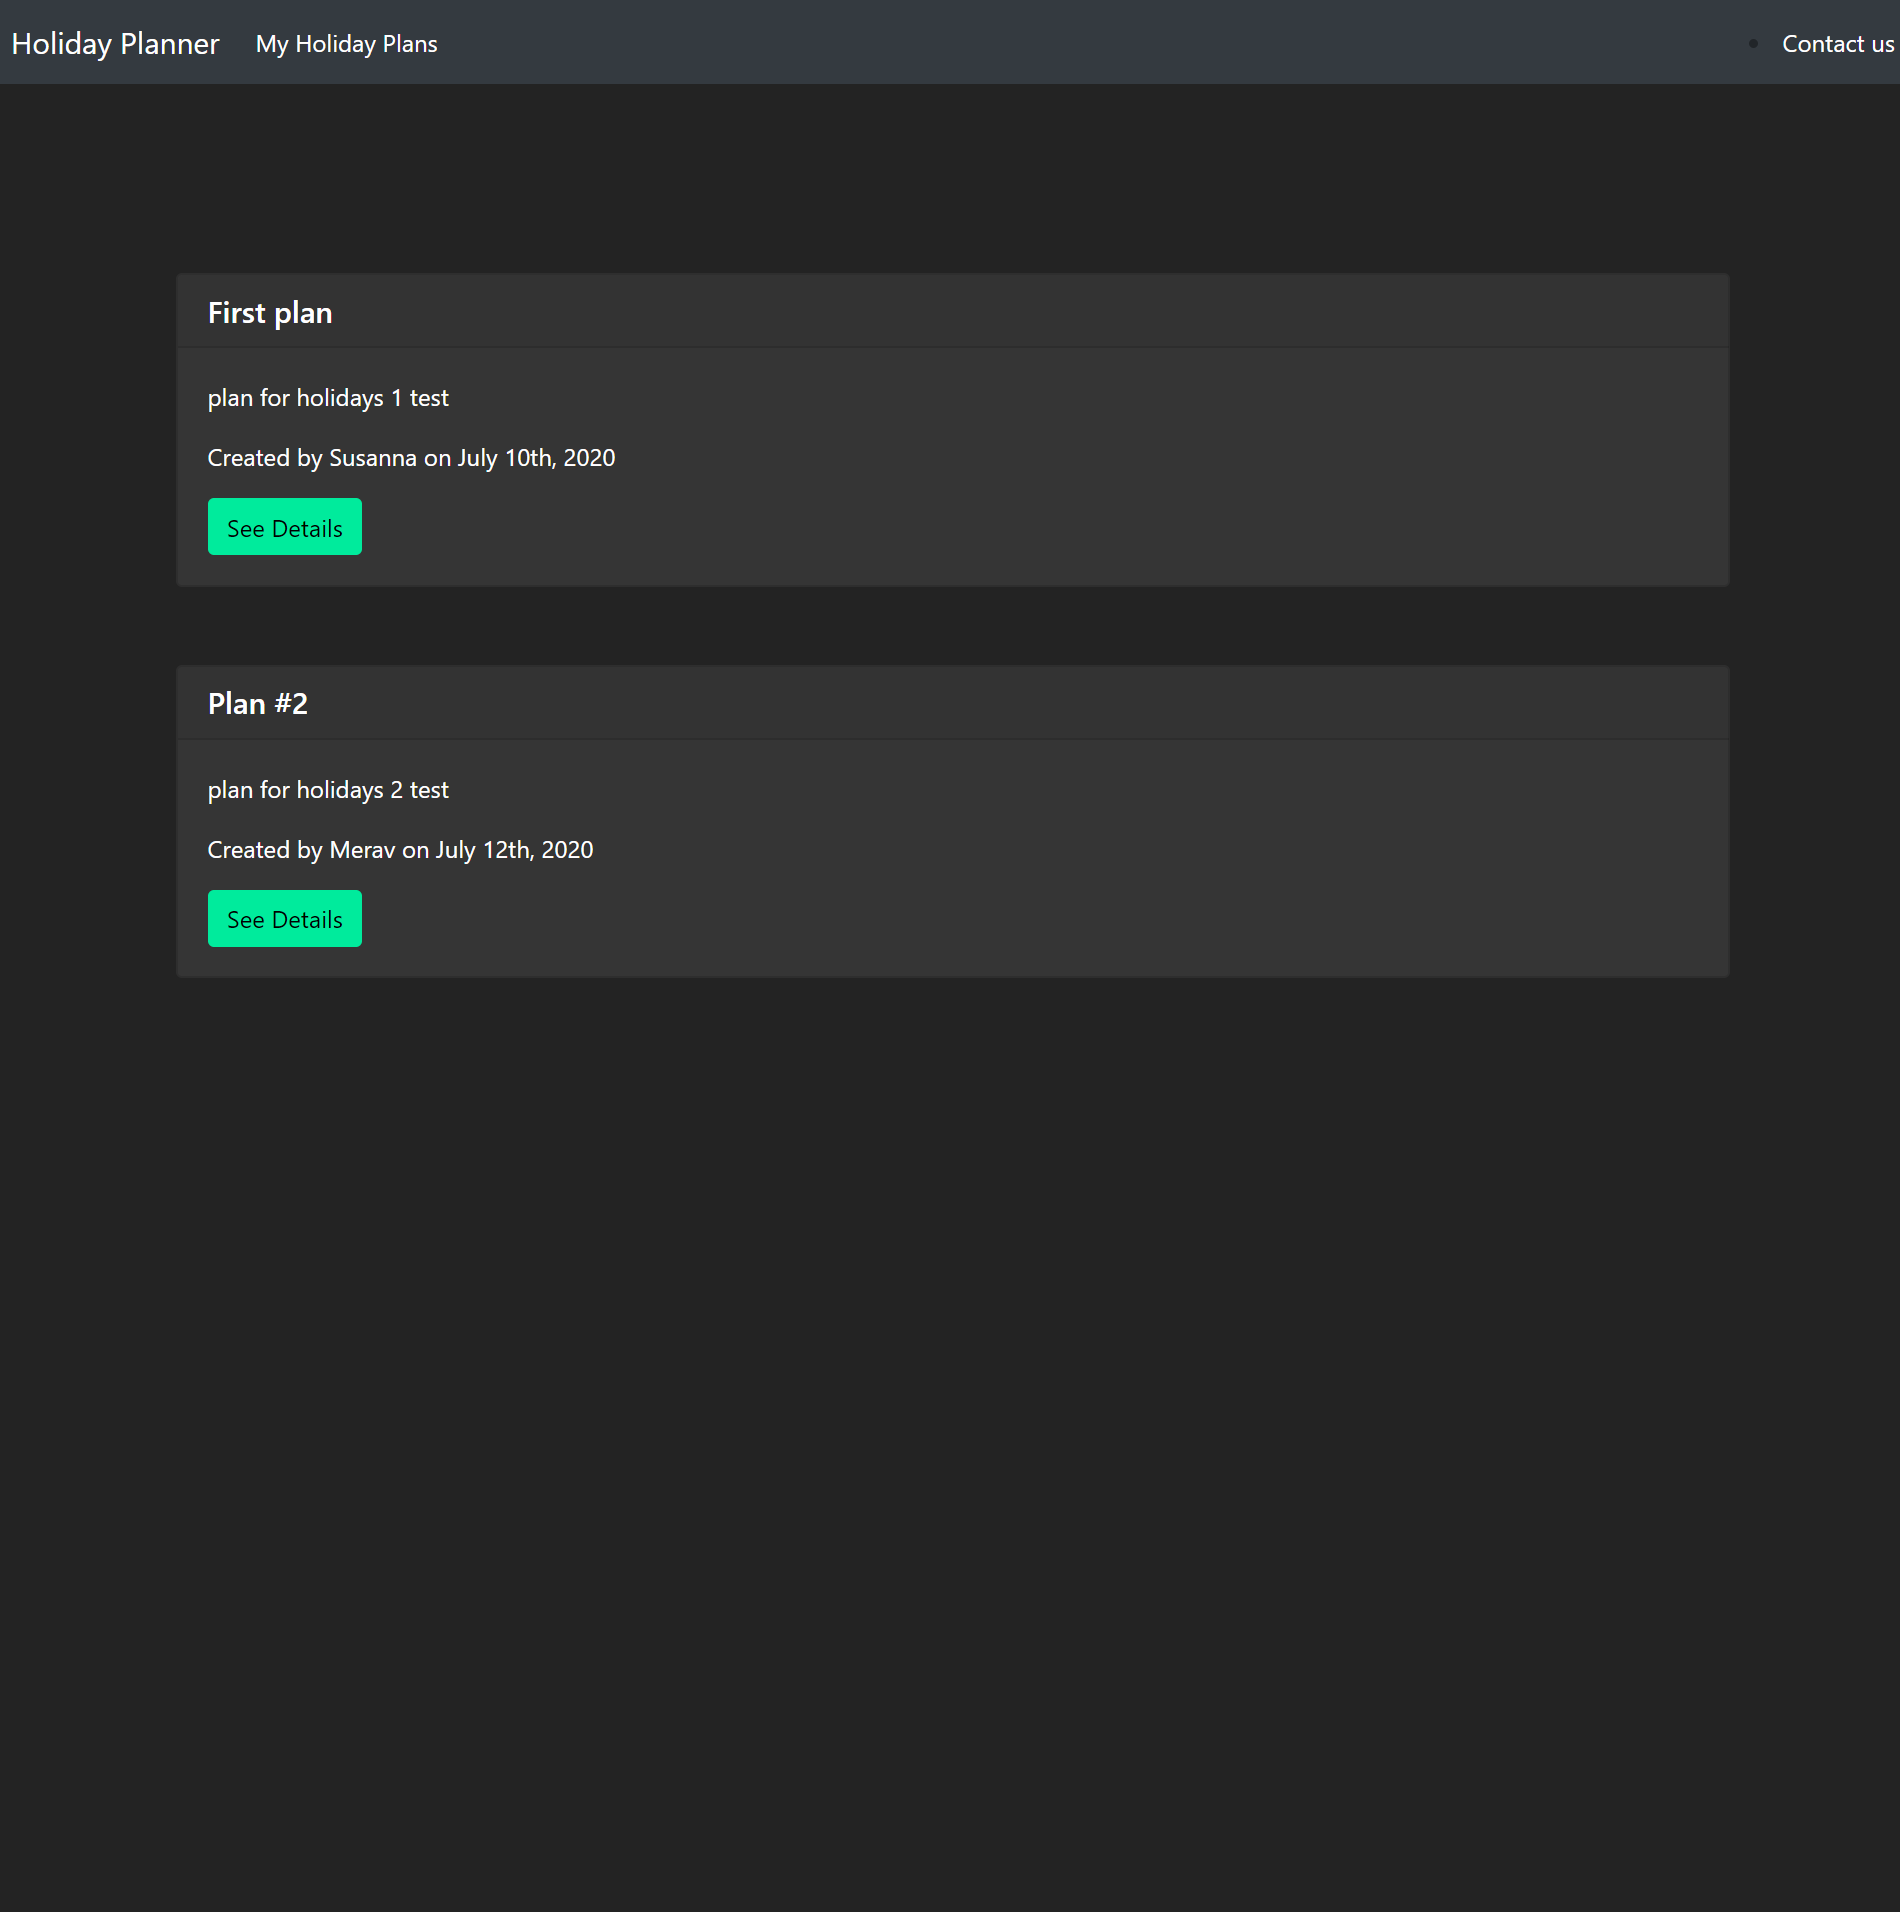 Holiday Planner My Holiday Plans Contact us
First plan
plan for holidays 1 test
Created by Susanna on July 10th, 2020
See Details
Plan #2
plan for holidays 2 test
Created by Merav on July 12th, 2020
See Details